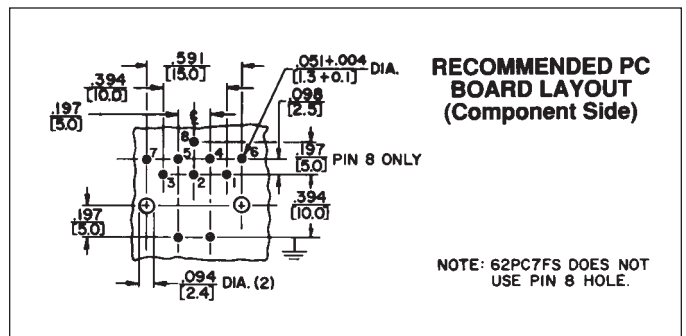 .591
[15.0]
.051+.004 DIA.
[1.3+0.1]
.394
[10.0]
.098
[2.5]
.197
[5.0]
RECOMMENDED PC
BOARD LAYOUT
(Component Side)
8
7
5
4
6
.197 PIN 8 ONLY
[5.0]
3
2
1
.394
[10.0]
.197
[5.0]
.094 DIA. (2)
[2.4]
NOTE: 62PC7FS DOES NOT
USE PIN 8 HOLE.